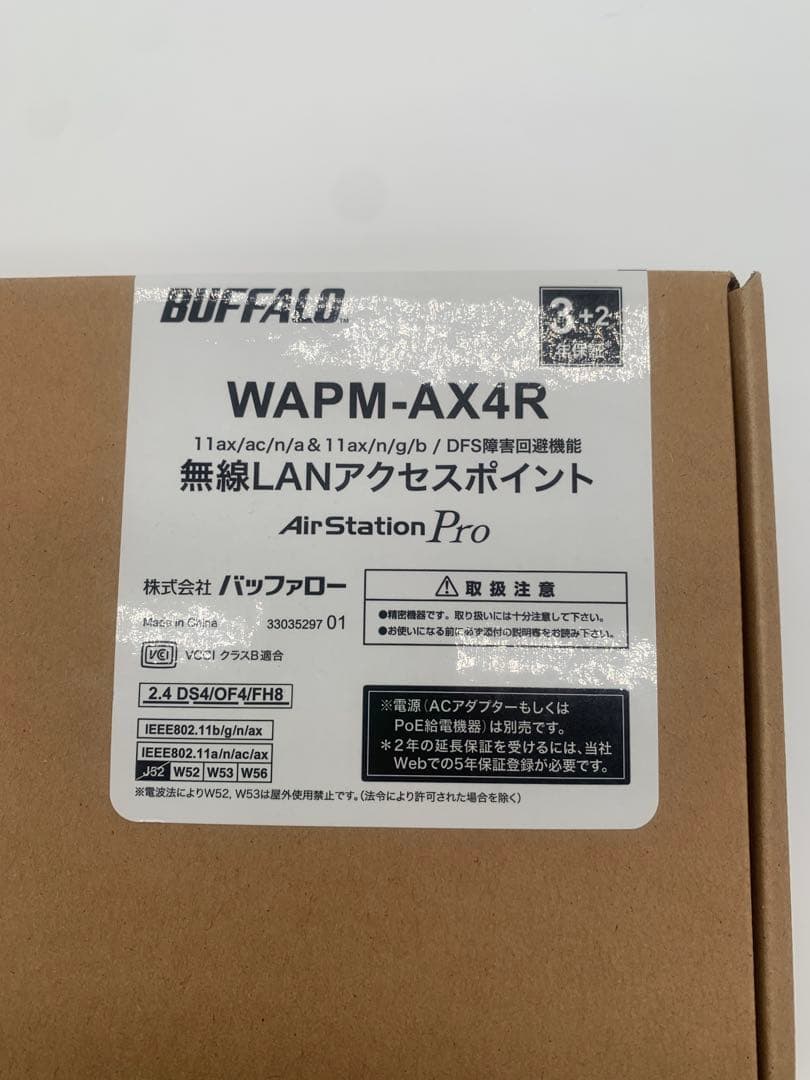 BUFFALO™
3+2
年保証*
WAPM-AX4R
11ax/ac/n/a & 11ax/n/g/b / DFS障害回避機能
無線LANアクセスポイント
AirStation Pro
株式会社 バッファロー
Made in China 33035297 01
VCCI VCCI クラスB適合
2.4 DS4/OF4/FH8
IEEE802.11b/g/n/ax
IEEE802.11a/n/ac/ax
J52 W52 W53 W56
※電波法によりW52, W53は屋外使用禁止です。(法令により許可された場合を除く)
⚠取扱注意
●精密機器です。取り扱いには十分注意して下さい。
●お使いになる前に必ず添付の説明書をお読み下さい。
※電源(ACアダプターもしくは
PoE給電機器)は別売です。
*2年の延長保証を受けるには、当社
Webでの5年保証登録が必要です。